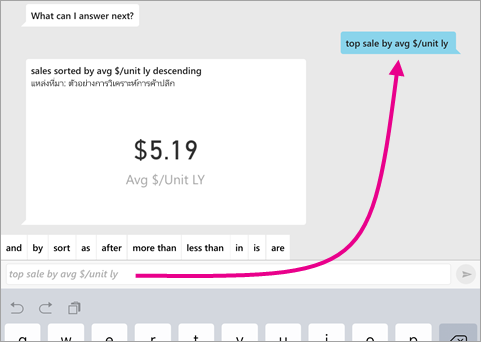 What can I answer next?
top sale by avg $/unit ly
sales sorted by avg $/unit ly descending
แหล่งที่มา: ตัวอย่างการวิเคราะห์การค้าปลีก
$5.19
Avg $/Unit LY
and by sort as after more than less than in is are
top sale by avg $/unit ly